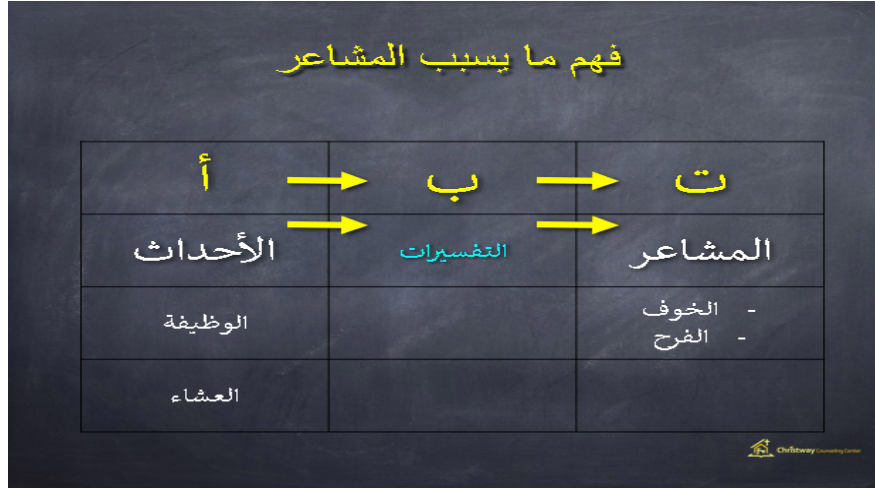 فهم ما يسبب المشاعر
أ
ب
ت
الأحداث
التفسيرات
المشاعر
الوظيفة
- الخوف
- الفرح
العشاء
Christway Counseling Center